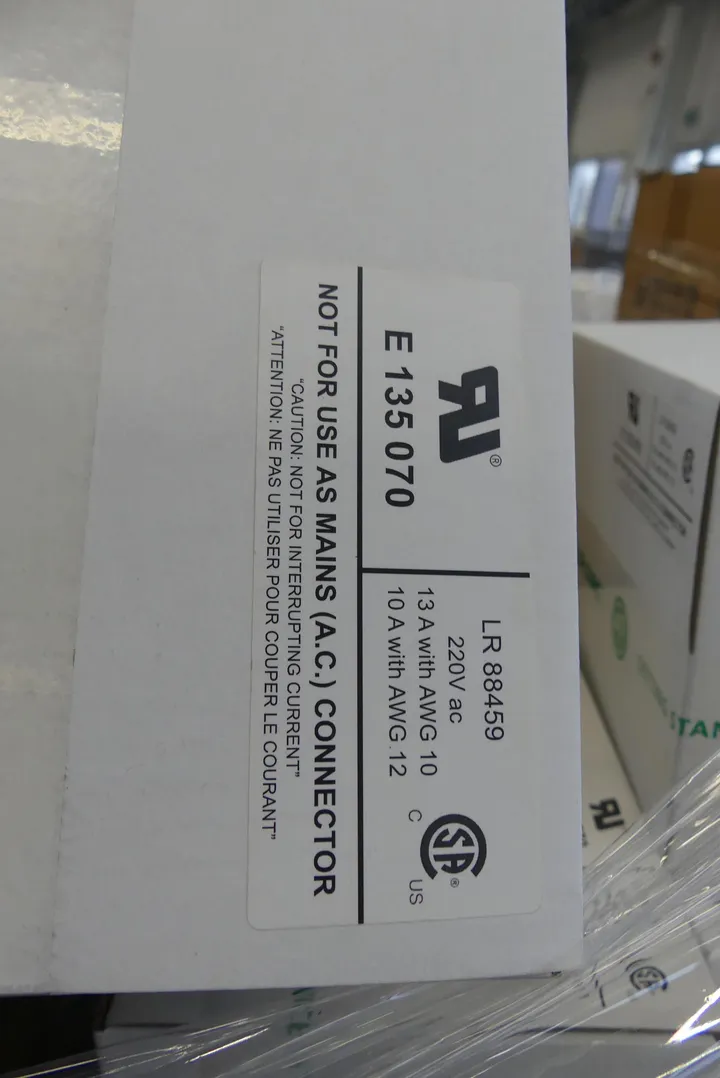 E 135 070
LR 88459
220V ac
13 A with AWG 10
10 A with AWG.12
C
SA
®
US
NOT FOR USE AS MAINS (A.C.) CONNECTOR
"CAUTION: NOT FOR INTERRUPTING CURRENT"
"ATTENTION: NE PAS UTILISER POUR COUPER LE COURANT"